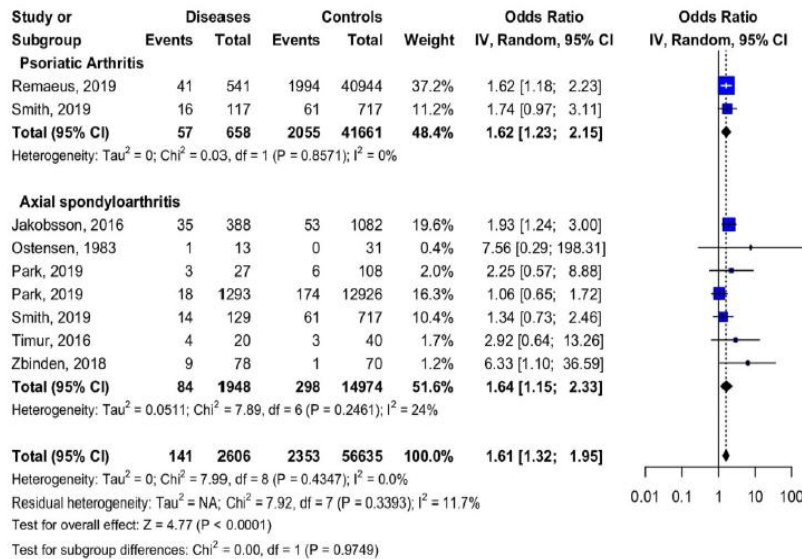 Study or Diseases Controls Odds Ratio Odds Ratio
Subgroup Events Total Events Total Weight IV, Random, 95% CI IV, Random, 95% CI
Psoriatic Arthritis
Remaeus, 2019 41 541 1994 40944 37.2% 1.62 [1.18; 2.23]
Smith, 2019 16 117 61 717 11.2% 1.74 [0.97; 3.11]
Total (95% CI) 57 658 2055 41661 48.4% 1.62 [1.23; 2.15]
Heterogeneity: Tau² = 0; Chi² = 0.03, df = 1 (P = 0.8571); I² = 0%
Axial spondyloarthritis
Jakobsson, 2016 35 388 53 1082 19.6% 1.93 [1.24; 3.00]
Ostensen, 1983 1 13 0 31 0.4% 7.56 [0.29; 198.31]
Park, 2019 3 27 6 108 2.0% 2.25 [0.57; 8.88]
Park, 2019 18 1293 174 12926 16.3% 1.06 [0.65; 1.72]
Smith, 2019 14 129 61 717 11.5% 1.34 [0.73; 2.46]
Timur, 2016 4 20 3 40 1.7% 2.92 [0.64; 13.26]
Zbinden, 2018 9 78 1 70 1.2% 6.33 [1.10; 36.59]
Total (95% CI) 84 1948 298 14974 51.6% 1.64 [1.15; 2.33]
Heterogeneity: Tau² = 0.0511; Chi² = 7.89, df = 6 (P = 0.2461); I² = 24%
Total (95% CI) 141 2606 2353 56635 100.0% 1.61 [1.32; 1.95]
Heterogeneity: Tau² = 0; Chi² = 7.99, df = 8 (P = 0.4347); I² = 0.0%
Residual heterogeneity: Tau² = NA; Chi² = 7.92, df = 7 (P = 0.3393); I² = 11.7%
Test for overall effect: Z = 4.77 (P < 0.0001)
Test for subgroup differences: Chi² = 0.00, df = 1 (P = 0.9749)
0.01 0.1 1 10 100